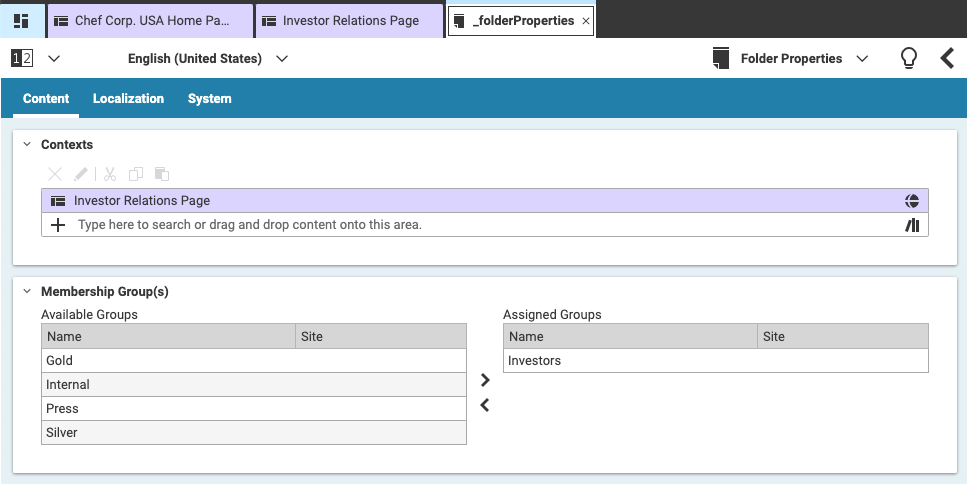 Chef Corp. USA Home Pa...
Investor Relations Page
_folderProperties
12
English (United States)
Folder Properties
Content
Localization
System
Contexts
Investor Relations Page
Type here to search or drag and drop content onto this area.
Membership Group(s)
Available Groups
Assigned Groups
Name Site
Name Site
Gold
Investors
Internal
Press
Silver